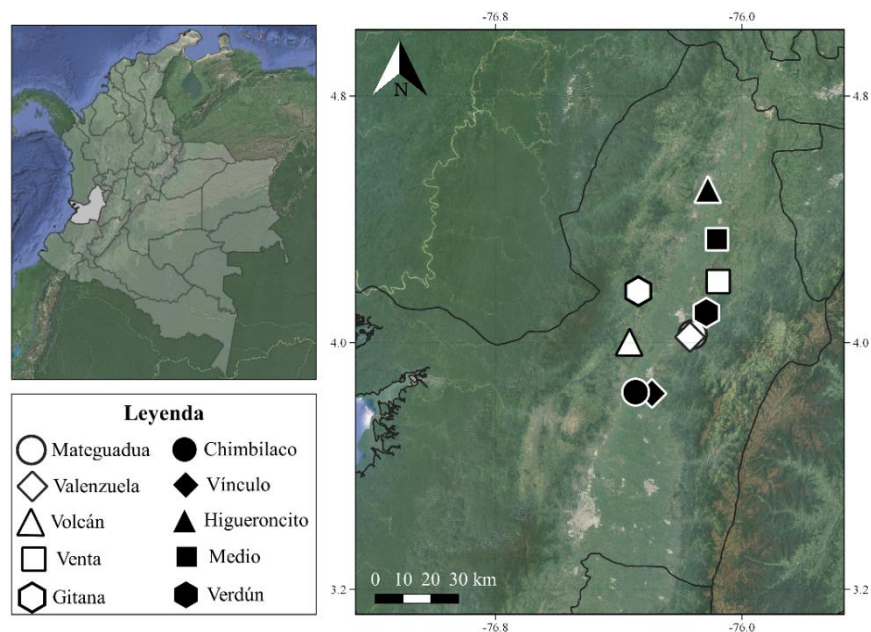 -76.8
-76.0
N
4.8
4.8
4.0
4.0
Leyenda
Mateguadua
Chimbilaco
Valenzuela
Vínculo
Volcán
Higueroncito
Venta
Medio
Gitana
Verdún
0 10 20 30 km
3.2
3.2
-76.8
-76.0